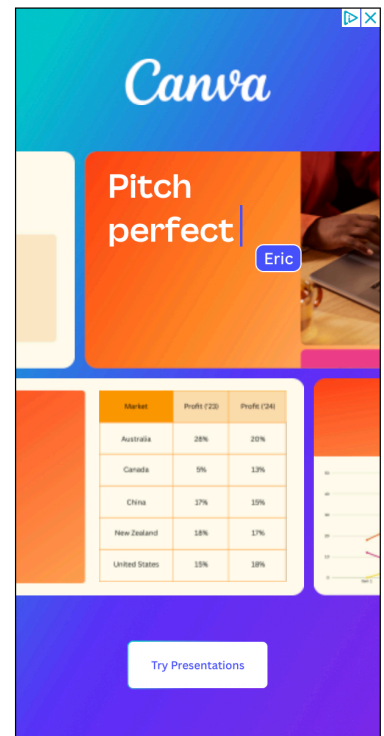 Canva
Pitch
perfect
Eric
Market Profit ('23) Profit ('24)
Australia 28% 20%
Canada 5% 13%
China 17% 15%
New Zealand 18% 17%
United States 15% 18%
Try Presentations